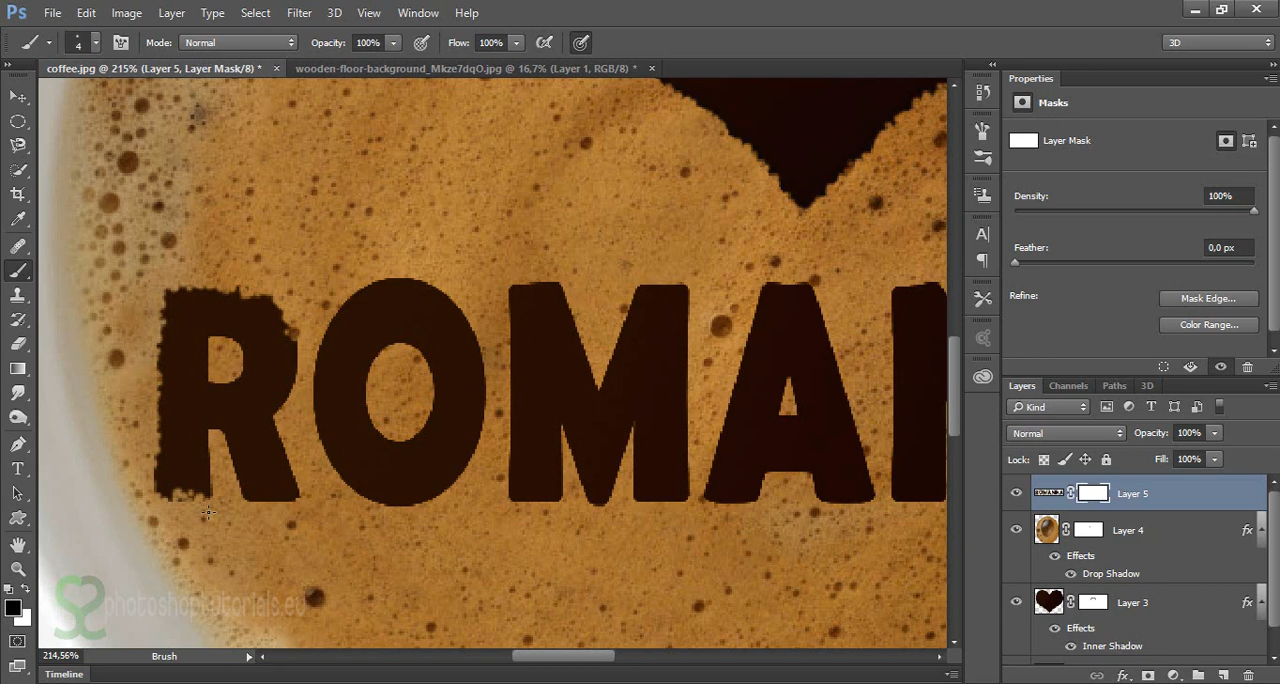 Ps File Edit Image Layer Type Select Filter 3D View Window Help
4 Mode: Normal Opacity: 100% Flow: 100% 3D
coffee.jpg @ 215% (Layer 5, Layer Mask/8) * × wooden-floor-background_Mkze7dqO.jpg @ 16,7% (Layer 1, RGB/8) * ×
Properties
Masks
Layer Mask
Density: 100%
Feather: 0,0 px
Refine: Mask Edge...
Color Range...
ROMA
Layers Channels Paths 3D
Kind
Normal Opacity: 100%
Lock: Fill: 100%
Layer 5
Layer 4 fx
Effects
Drop Shadow
Layer 3 fx
Effects
Inner Shadow
photoshoptutorials.eu
214,56% Brush
Timeline